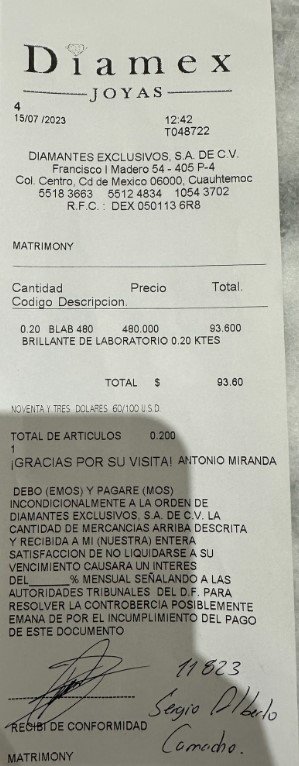 Diamex
JOYAS
4
15/07 /2023 12:42
T048722
DIAMANTES EXCLUSIVOS, S.A. DE C.V.
Francisco I Madero 54 - 405 P-4
Col. Centro, Cd de Mexico 06000, Cuauhtemoc
5518 3663 5512 4834 1054 3702
R.F.C. : DEX 050113 6R8
MATRIMONY
Cantidad Precio Total.
Codigo Descripcion.
0.20 BLAB 480 480.000 93.600
BRILLANTE DE LABORATORIO 0.20 KTES
TOTAL $ 93.60
NOVENTA Y TRES DOLARES 60/100 U.S.D.
TOTAL DE ARTICULOS 0.200
1
¡GRACIAS POR SU VISITA! ANTONIO MIRANDA
DEBO (EMOS) Y PAGARE (MOS)
INCONDICIONALMENTE A LA ORDEN DE
DIAMANTES EXCLUSIVOS S.A. DE C.V. LA
CANTIDAD DE MERCANCIAS ARRIBA DESCRITA
Y RECIBIDA A MI (NUESTRA) ENTERA
SATISFACCION DE NO LIQUIDARSE A SU
VENCIMIENTO CAUSARA UN INTERES
DEL______% MENSUAL SEÑALANDO A LAS
AUTORIDADES TRIBUNALES DEL D.F. PARA
RESOLVER LA CONTROBERCIA POSIBLEMENTE
EMANA DE POR EL INCUMPLIMIENTO DEL PAGO
DE ESTE DOCUMENTO
11823
Sergio Alberto
Camacho.
RECIBI DE CONFORMIDAD
MATRIMONY